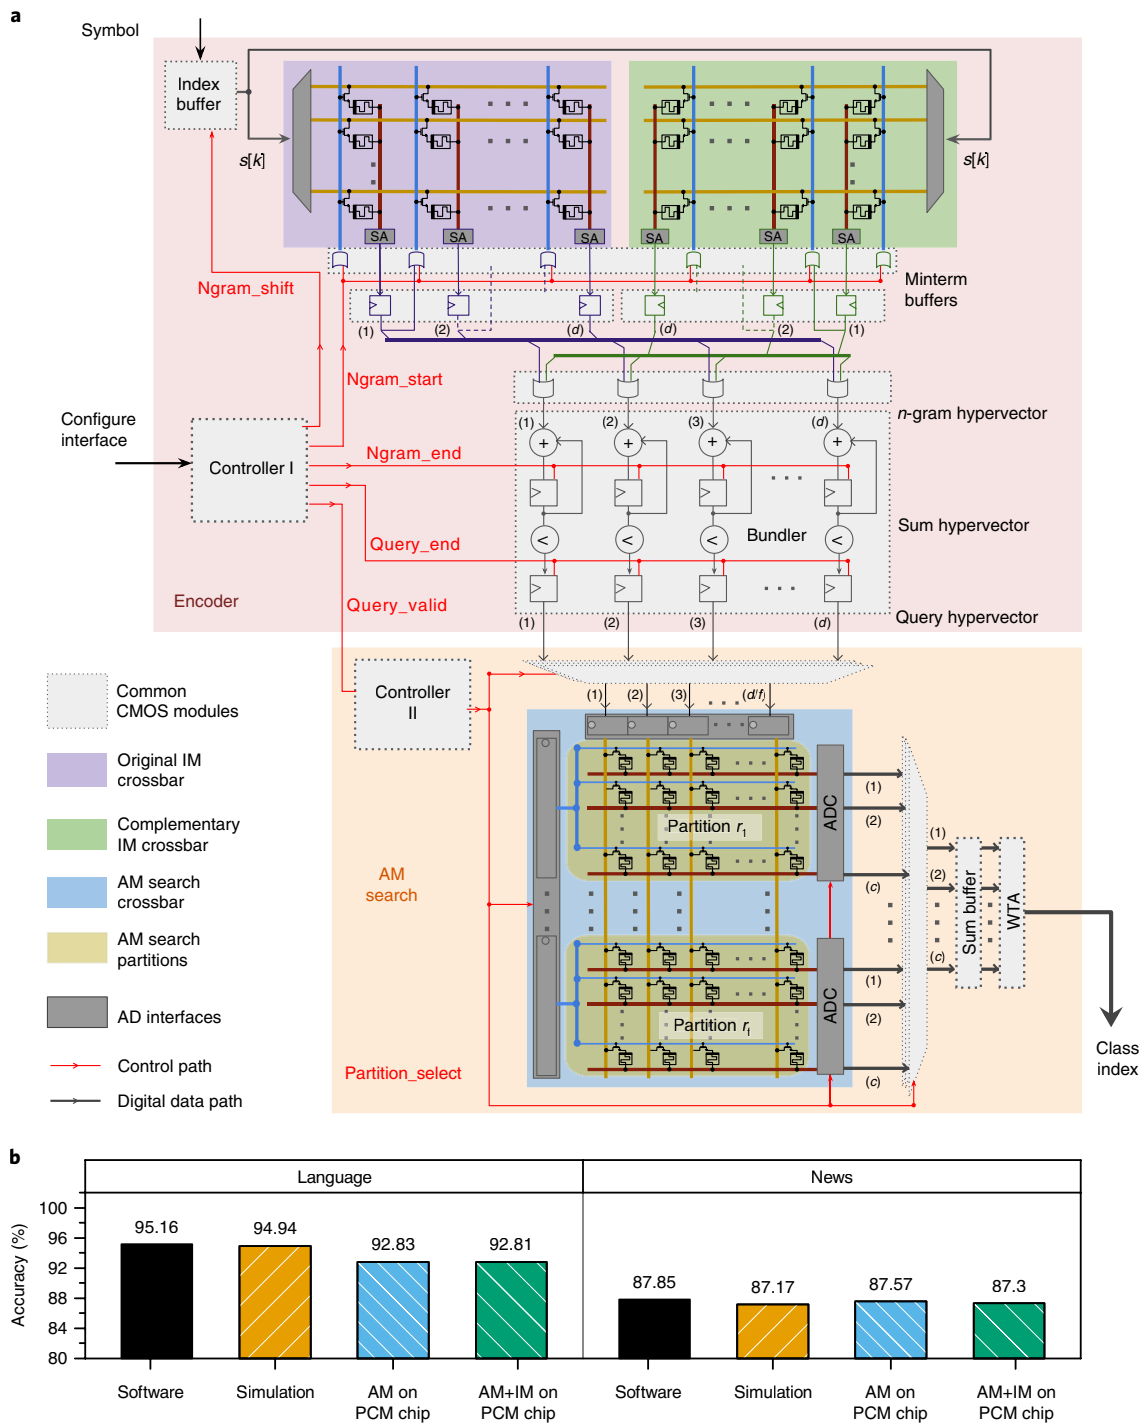 a
Symbol
Index
buffer
s[k]
s[k]
SA SA SA SA SA SA
Ngram_shift
Minterm
buffers
(1) (2) (d) (d) (2) (1)
Ngram_start
n-gram hypervector
Configure
interface
Controller I
(1) (2) (3) (d)
+ + + +
Ngram_end
Sum hypervector
Bundler
< < < <
Query_end
Encoder
Query_valid
Query hypervector
(1) (2) (3) (d)
Controller
II
(1) (2) (3) (d/f)
Common
CMOS modules
Original IM
crossbar
Complementary
IM crossbar
AM search
crossbar
AM search
partitions
AD interfaces
Control path
Digital data path
AM
search
Partition r1
ADC
(1)
(2)
(c)
(1)
(2)
(c)
Sum buffer
WTA
Partition rf
ADC
(1)
(2)
(c)
Partition_select
Class
index
b
Language News
Accuracy (%)
100
96
92
88
84
80
95.16 94.94 92.83 92.81 87.85 87.17 87.57 87.3
Software Simulation AM on PCM chip AM+IM on PCM chip Software Simulation AM on PCM chip AM+IM on PCM chip